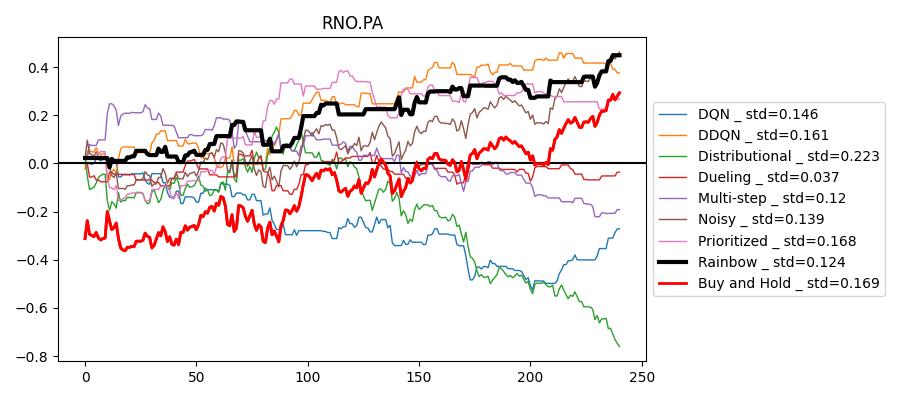 RNO.PA
0.4
0.2
0.0
−0.2
−0.4
−0.6
−0.8
0
50
100
150
200
250
DQN _ std=0.146
DDQN _ std=0.161
Distributional _ std=0.223
Dueling _ std=0.037
Multi-step _ std=0.12
Noisy _ std=0.139
Prioritized _ std=0.168
Rainbow _ std=0.124
Buy and Hold _ std=0.169